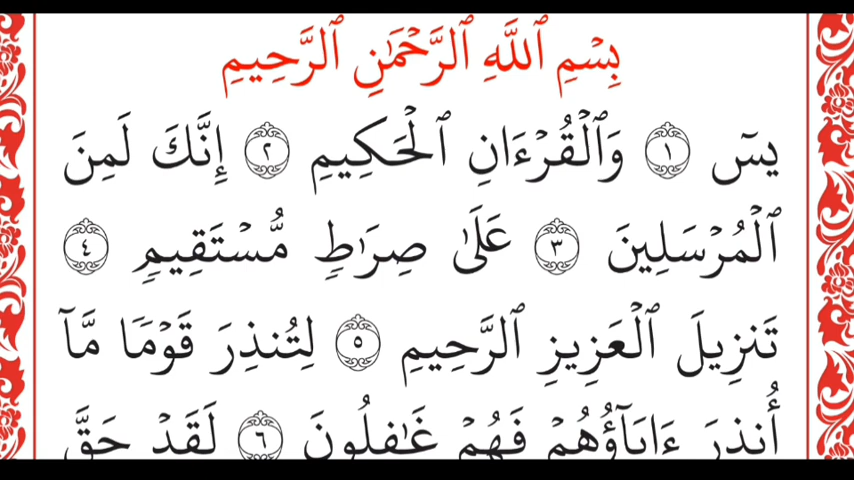 بِسْمِ ٱللَّهِ ٱلرَّحْمَٰنِ ٱلرَّحِيمِ
يسٓ ١ وَٱلْقُرْءَانِ ٱلْحَكِيمِ ٢ إِنَّكَ لَمِنَ
ٱلْمُرْسَلِينَ ٣ عَلَىٰ صِرَٰطٍ مُّسْتَقِيمٍ ٤
تَنزِيلَ ٱلْعَزِيزِ ٱلرَّحِيمِ ٥ لِتُنذِرَ قَوْمًا مَّآ
أُنذِرَ ءَابَآؤُهُمْ فَهُمْ غَٰفِلُونَ ٦ لَقَدْ حَقَّ